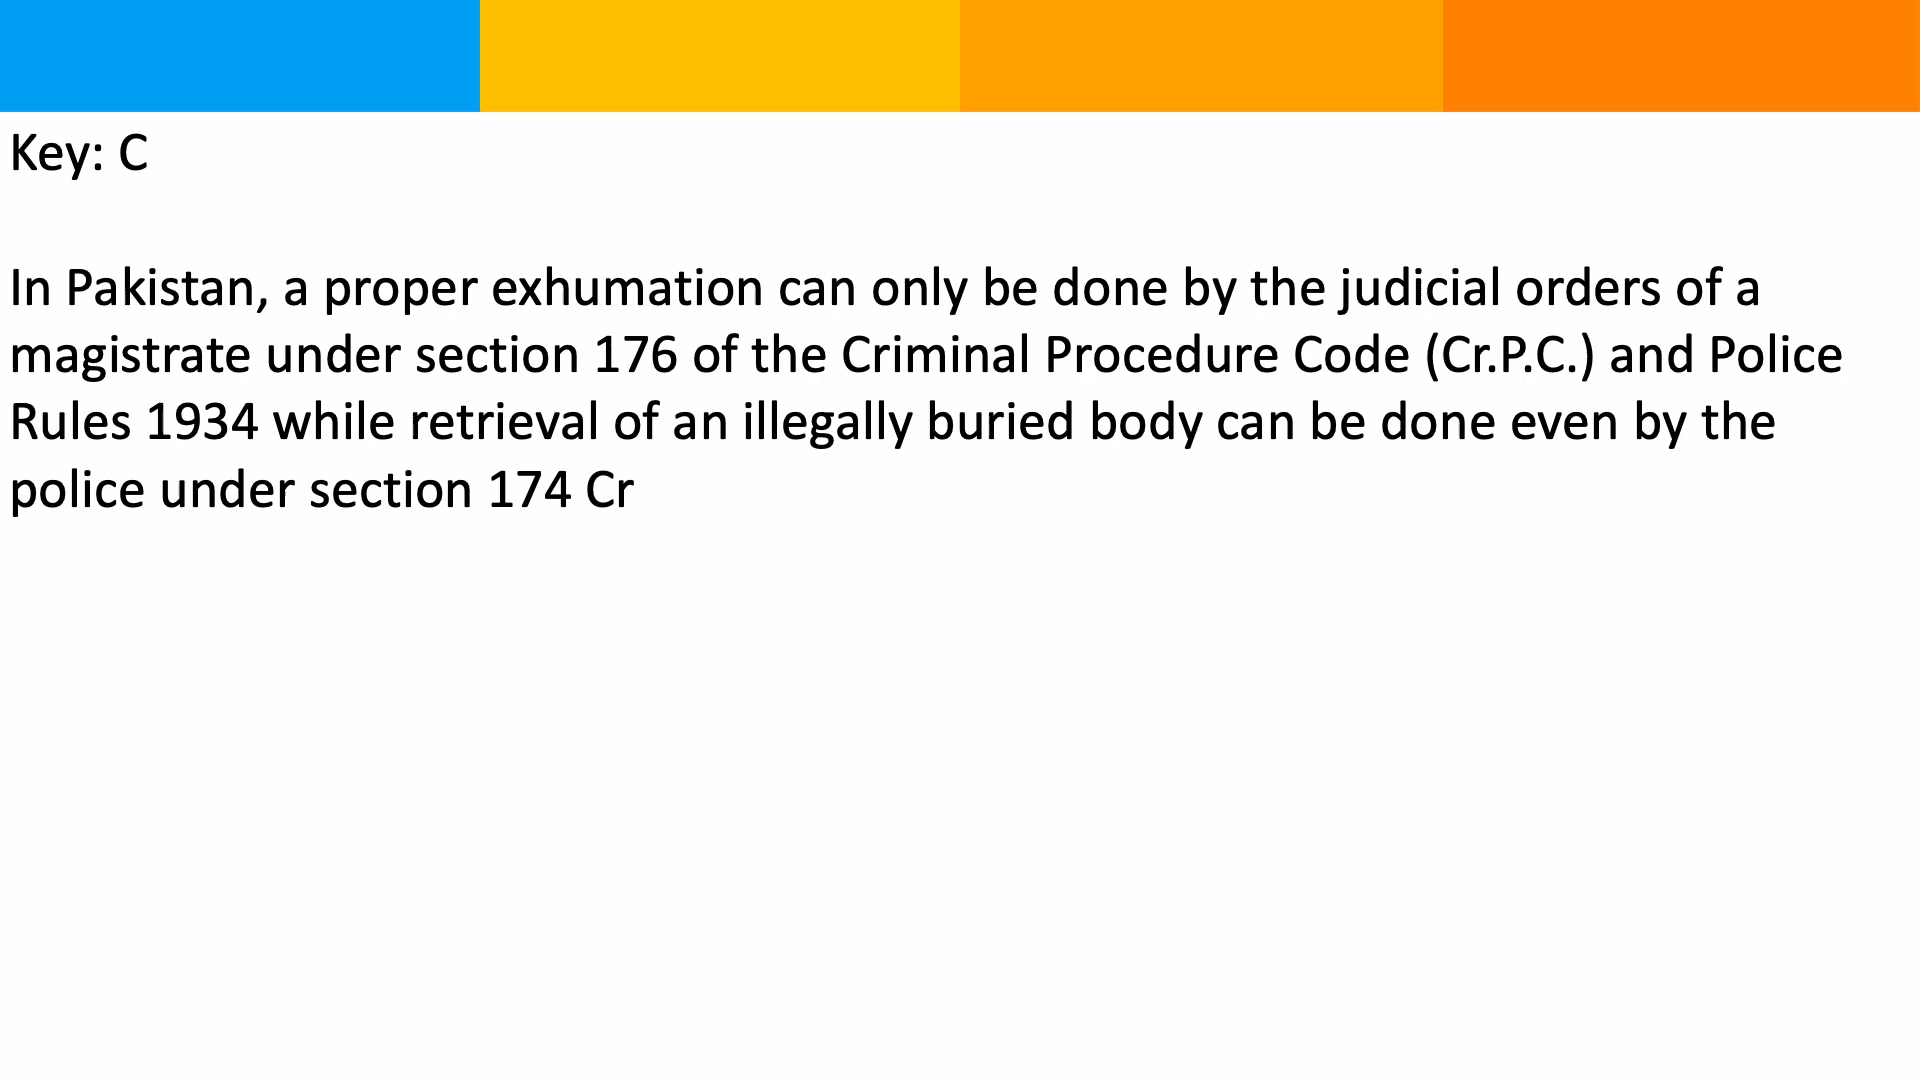 Key: C
In Pakistan, a proper exhumation can only be done by the judicial orders of a
magistrate under section 176 of the Criminal Procedure Code (Cr.P.C.) and Police
Rules 1934 while retrieval of an illegally buried body can be done even by the
police under section 174 Cr